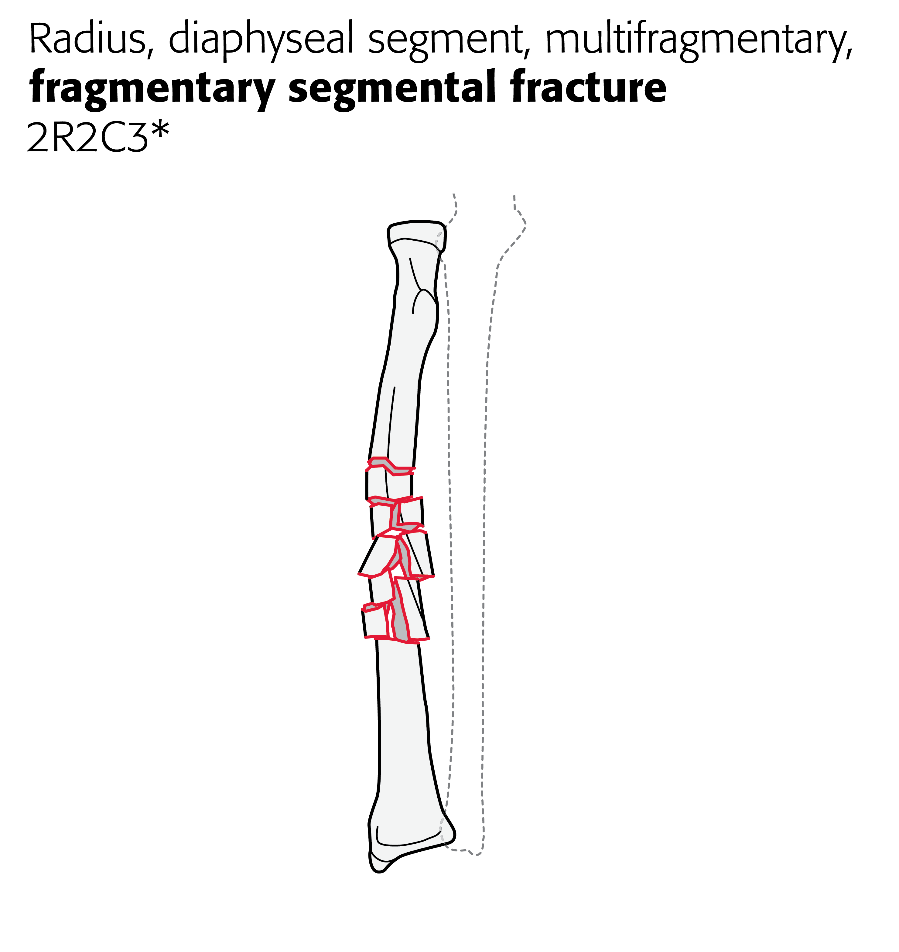 Radius, diaphyseal segment, multifragmentary,
fragmentary segmental fracture
2R2C3*